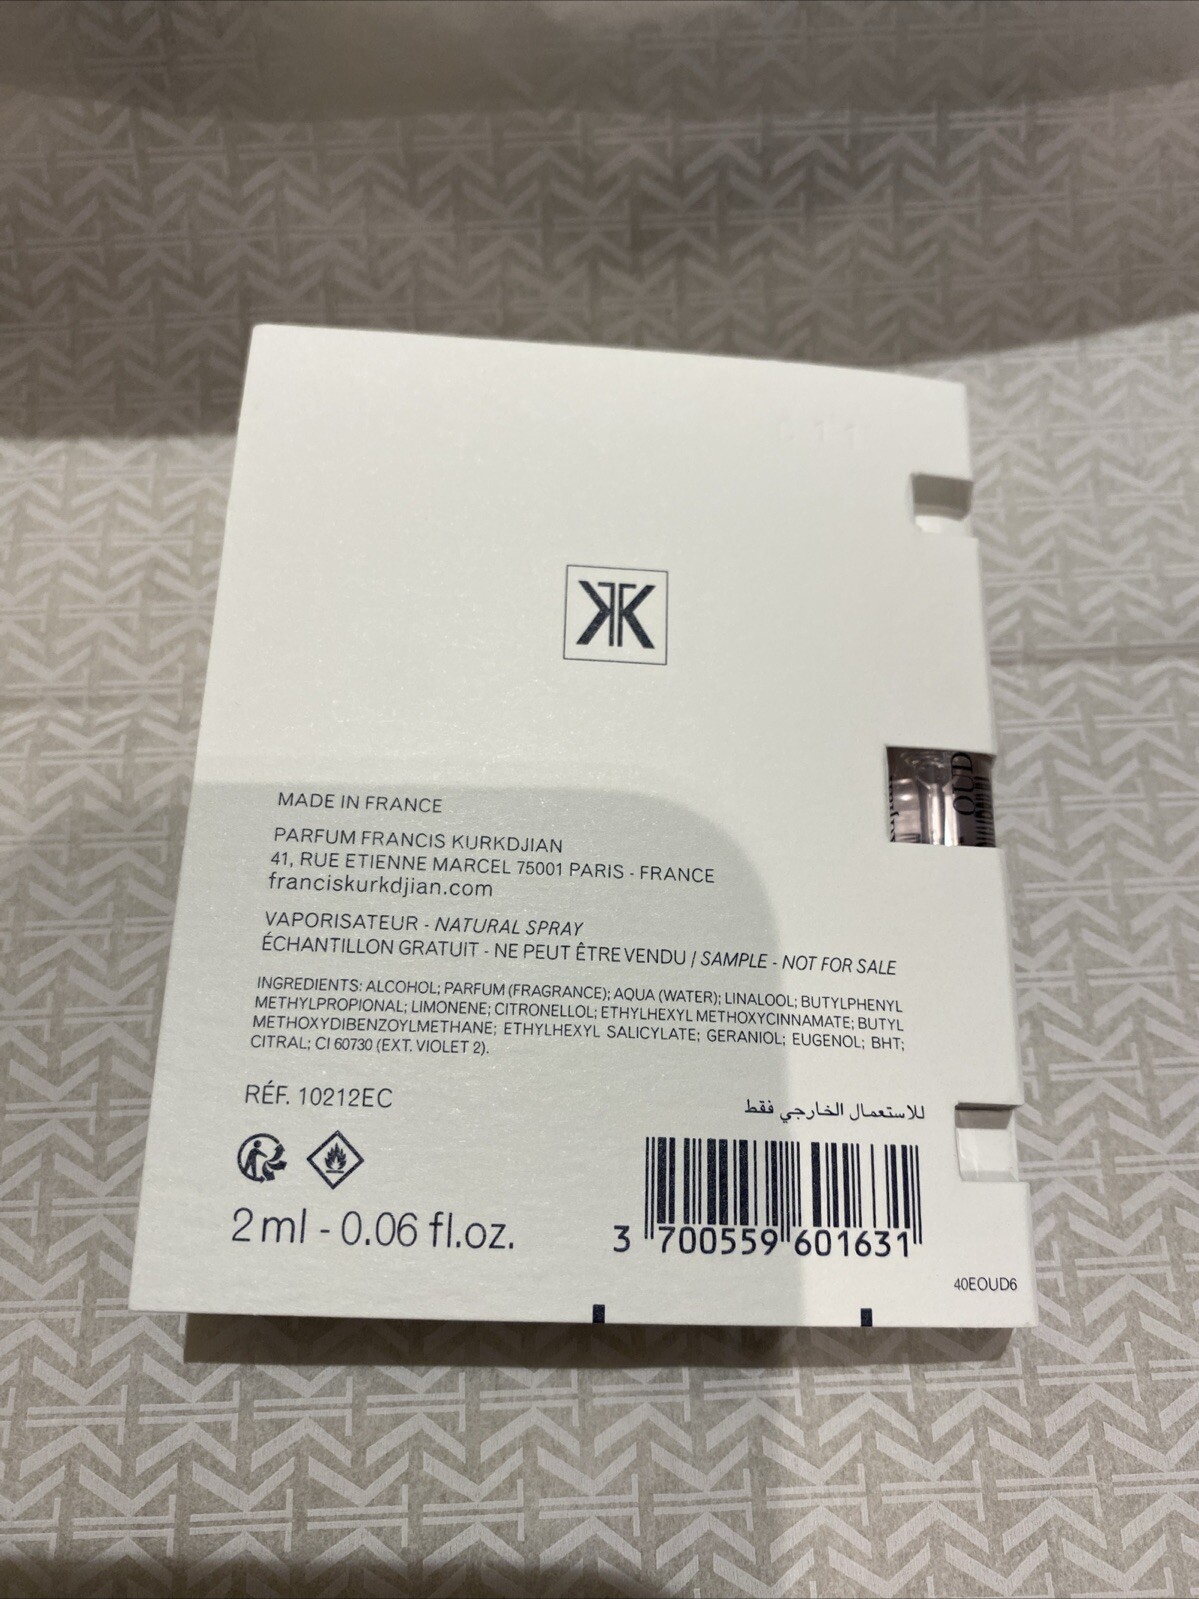 011
MADE IN FRANCE
PARFUM FRANCIS KURKDJIAN
41, RUE ETIENNE MARCEL 75001 PARIS - FRANCE
franciskurkdjian.com
VAPORISATEUR - NATURAL SPRAY
ÉCHANTILLON GRATUIT - NE PEUT ÊTRE VENDU / SAMPLE - NOT FOR SALE
INGREDIENTS: ALCOHOL; PARFUM (FRAGRANCE); AQUA (WATER); LINALOOL; BUTYLPHENYL
METHYLPROPIONAL; LIMONENE; CITRONELLOL; ETHYLHEXYL METHOXYCINNAMATE; BUTYL
METHOXYDIBENZOYLMETHANE; ETHYLHEXYL SALICYLATE; GERANIOL; EUGENOL; BHT;
CITRAL; CI 60730 (EXT. VIOLET 2).
RÉF. 10212EC
للاستعمال الخارجي فقط
2 ml - 0.06 fl.oz.
3 700559 601631
40EOUD6
OUD